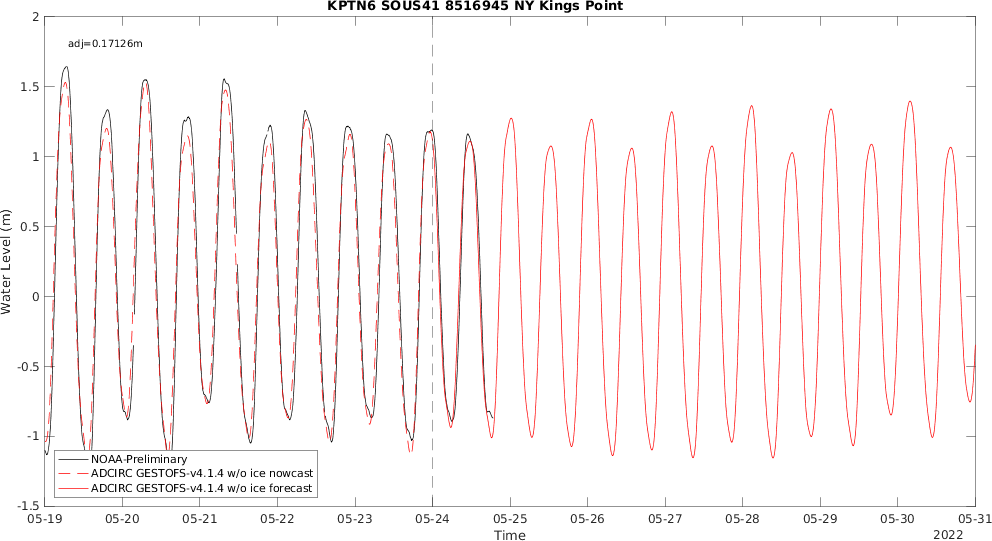 KPTN6 SOUS41 8516945 NY Kings Point
adj=0.17126m
2
1.5
1
0.5
0
-0.5
-1
-1.5
Water Level (m)
NOAA-Preliminary
ADCIRC GESTOFS-v4.1.4 w/o ice nowcast
ADCIRC GESTOFS-v4.1.4 w/o ice forecast
05-19 05-20 05-21 05-22 05-23 05-24 05-25 05-26 05-27 05-28 05-29 05-30 05-31
Time
2022